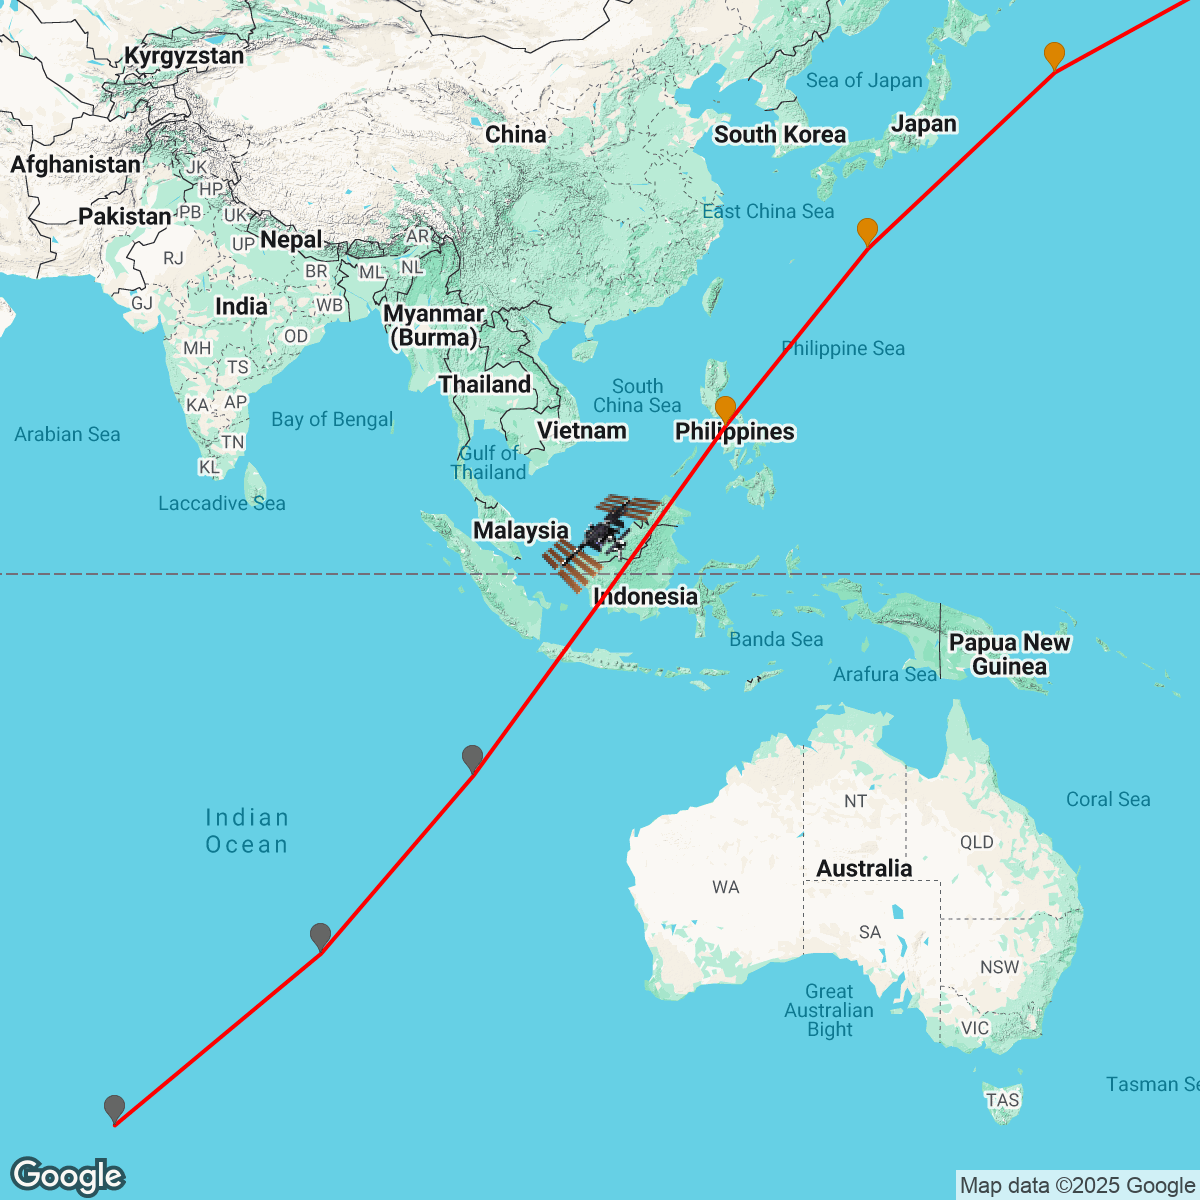 Kyrgyzstan
Sea of Japan
Japan
China
South Korea
Afghanistan
JK
HP
Pakistan
PB
UK
East China Sea
Nepal
UP
AR
RJ
BR
ML
NL
GJ
India
WB
Myanmar
(Burma)
OD
MH
TS
Philippine Sea
Thailand
South
China Sea
KA
AP
Bay of Bengal
Arabian Sea
TN
Vietnam
Philippines
Gulf of
Thailand
KL
Laccadive Sea
Malaysia
Indonesia
Banda Sea
Papua New
Guinea
Arafura Sea
Indian
Ocean
NT
Coral Sea
QLD
Australia
WA
SA
NSW
Great
Australian
Bight
VIC
Tasman Se
TAS
Google
Map data ©2025 Google